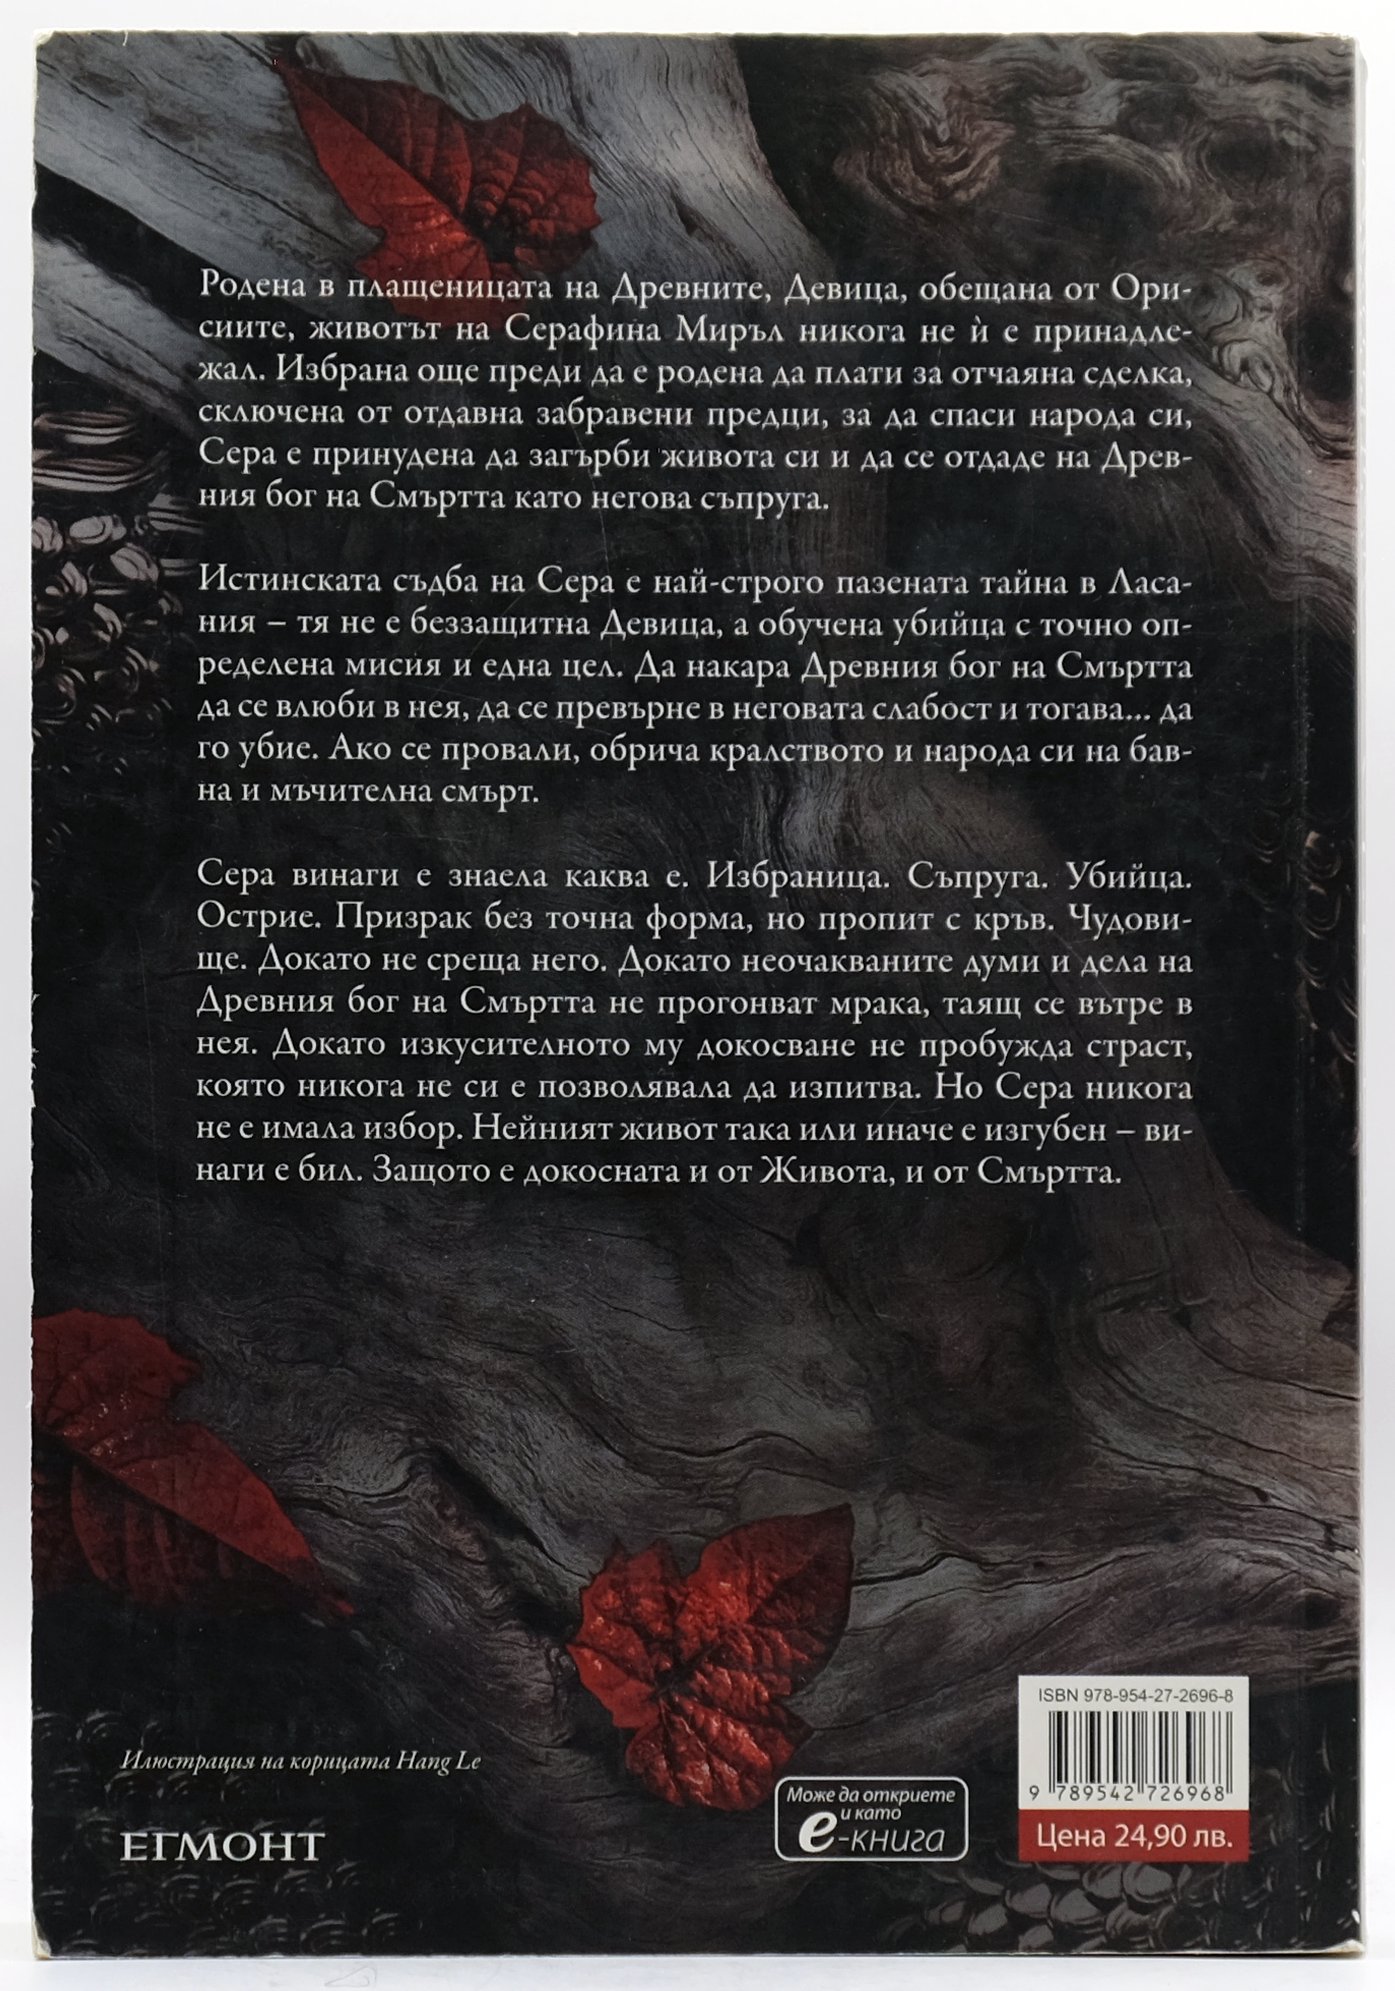 Родена в плащеницата на Древните, Девица, обещана от Ори-
сиите, животът на Серафина Миръл никога не ѝ е принадле-
жал. Избрана още преди да е родена да плати за отчаяна сделка,
сключена от отдавна забравени предци, за да спаси народа си,
Сера е принудена да загърби живота си и да се отдаде на Древ-
ния бог на Смъртта като негова съпруга.
Истинската съдба на Сера е най-строго пазената тайна в Ласа-
ния – тя не е беззащитна Девица, а обучена убийца с точно оп-
ределена мисия и една цел. Да накара Древния бог на Смъртта
да се влюби в нея, да се превърне в неговата слабост и тогава... да
го убие. Ако се провали, обрича кралството и народа си на бав-
на и мъчителна смърт.
Сера винаги е знаела каква е. Избраница. Съпруга. Убийца.
Острие. Призрак без точна форма, но пропит с кръв. Чудови-
ще. Докато не среща него. Докато неочакваните думи и дела на
Древния бог на Смъртта не прогонват мрака, таящ се вътре в
нея. Докато изкусителното му докосване не пробужда страст,
която никога не си е позволявала да изпитва. Но Сера никога
не е имала избор. Нейният живот така или иначе е изгубен – ви-
наги е бил. Защото е докосната и от Живота, и от Смъртта.
Илюстрация на корицата Hang Le
ЕГМОНТ
Може да откриете
и като
е-книга
ISBN 978-954-27-2696-8
9 789542 726968
Цена 24,90 лв.